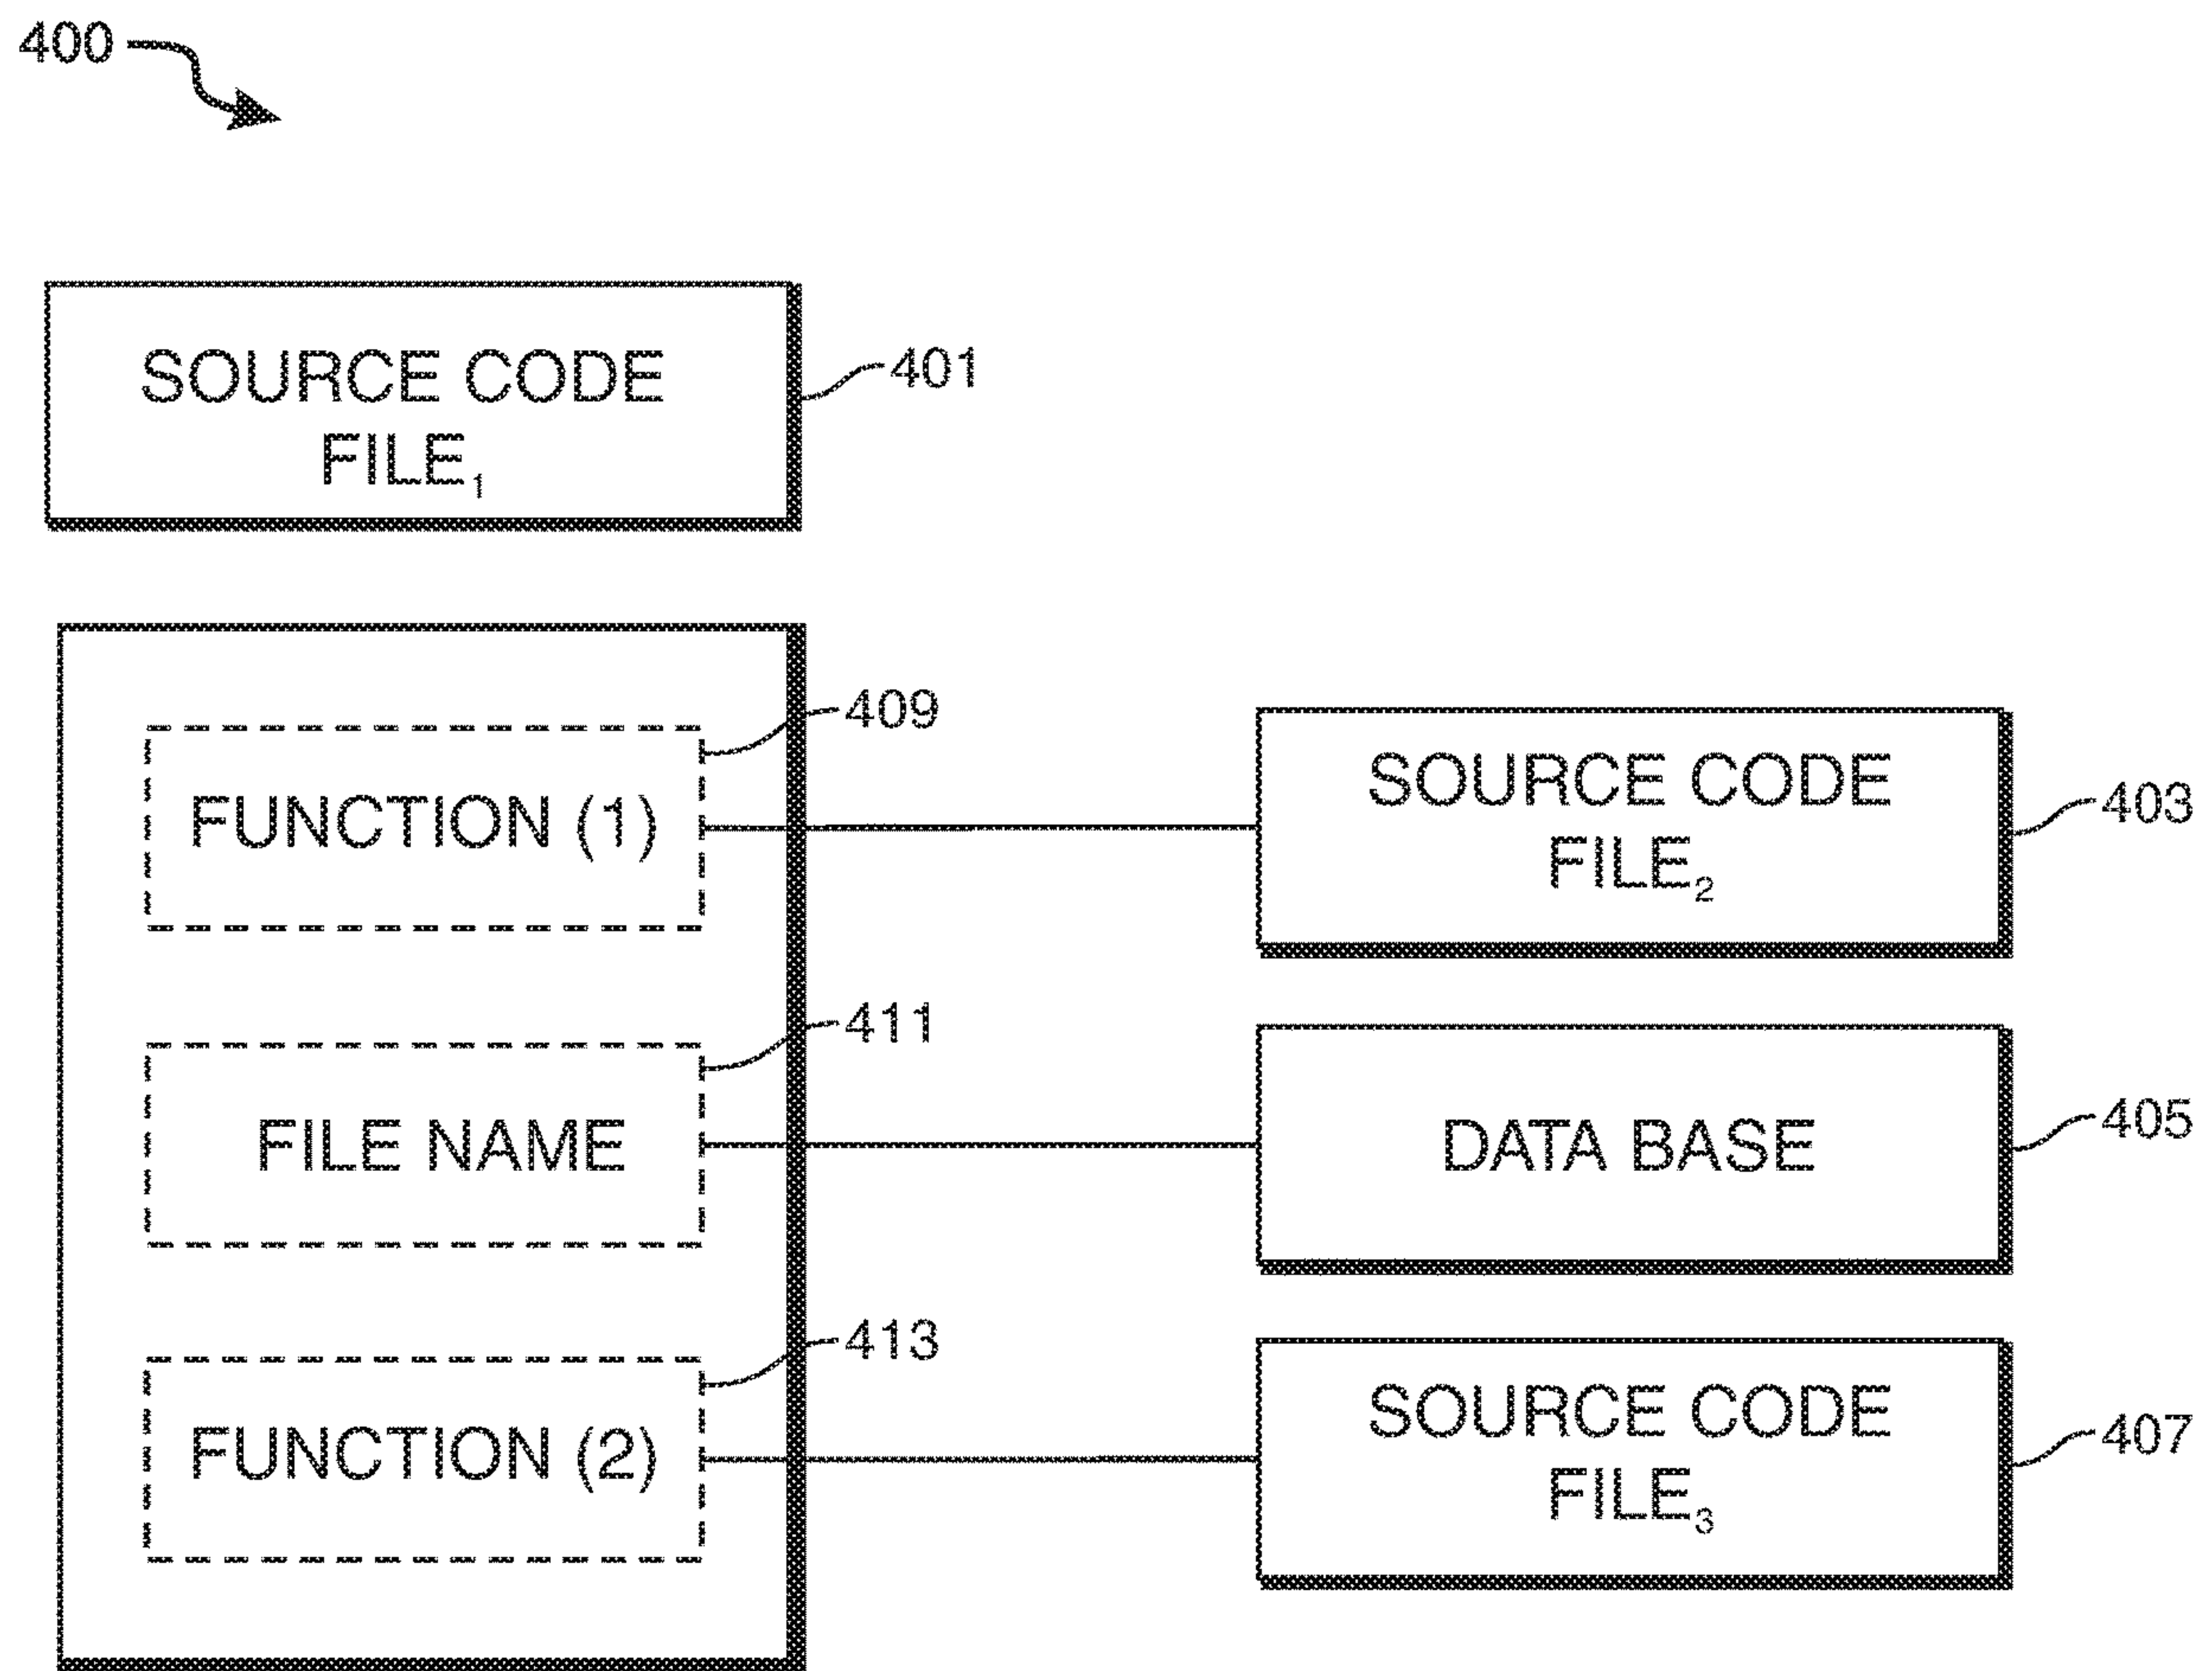 400
SOURCE CODE
FILE₁
401
409
FUNCTION (1)
SOURCE CODE
FILE₂
403
411
FILE NAME
DATA BASE
405
413
FUNCTION (2)
SOURCE CODE
FILE₃
407